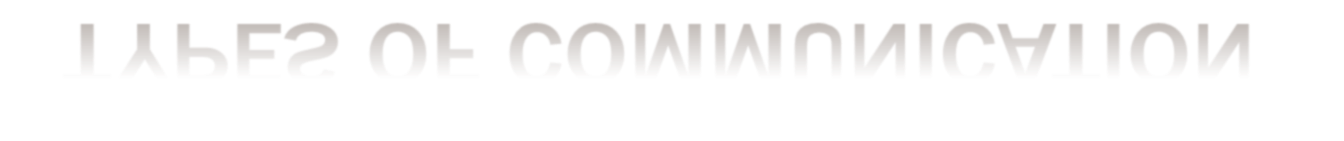 TYPES OF COMMUNICATION